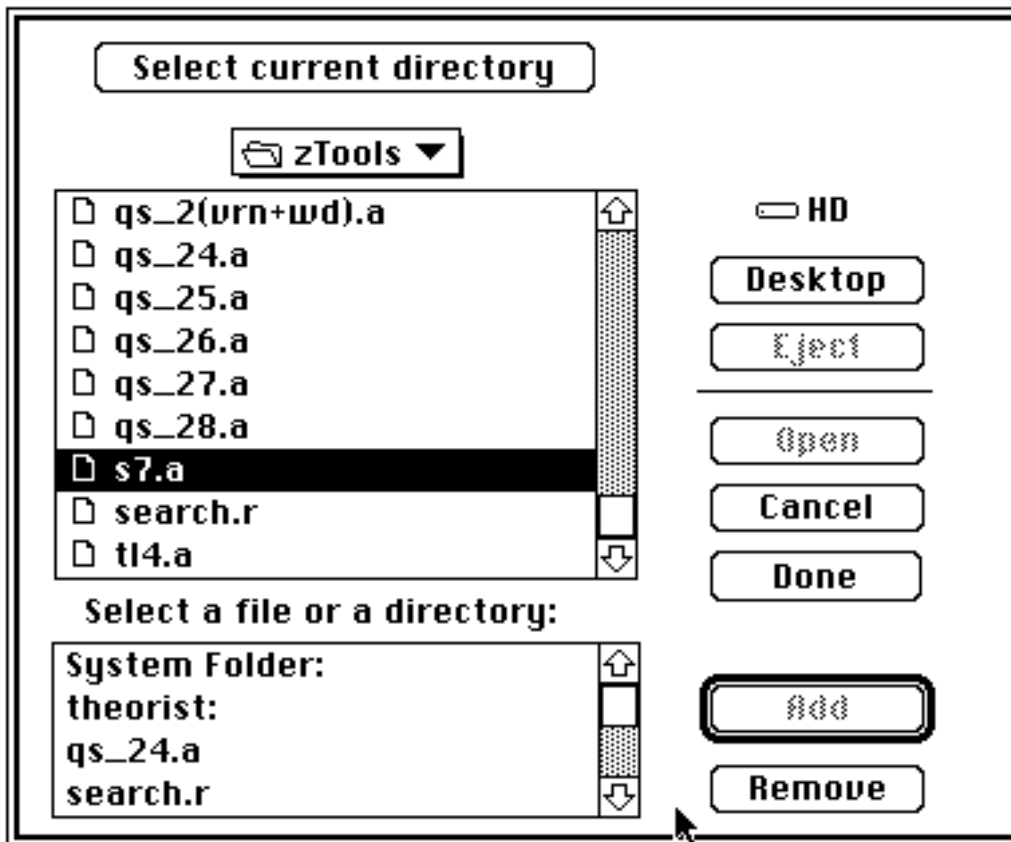 Select current directory
zTools
qs_2(vrn+wd).a
HD
qs_24.a
Desktop
qs_25.a
qs_26.a
Eject
qs_27.a
qs_28.a
Open
s7.a
search.r
Cancel
tl4.a
Done
Select a file or a directory:
System Folder:
theorist:
Add
qs_24.a
search.r
Remove